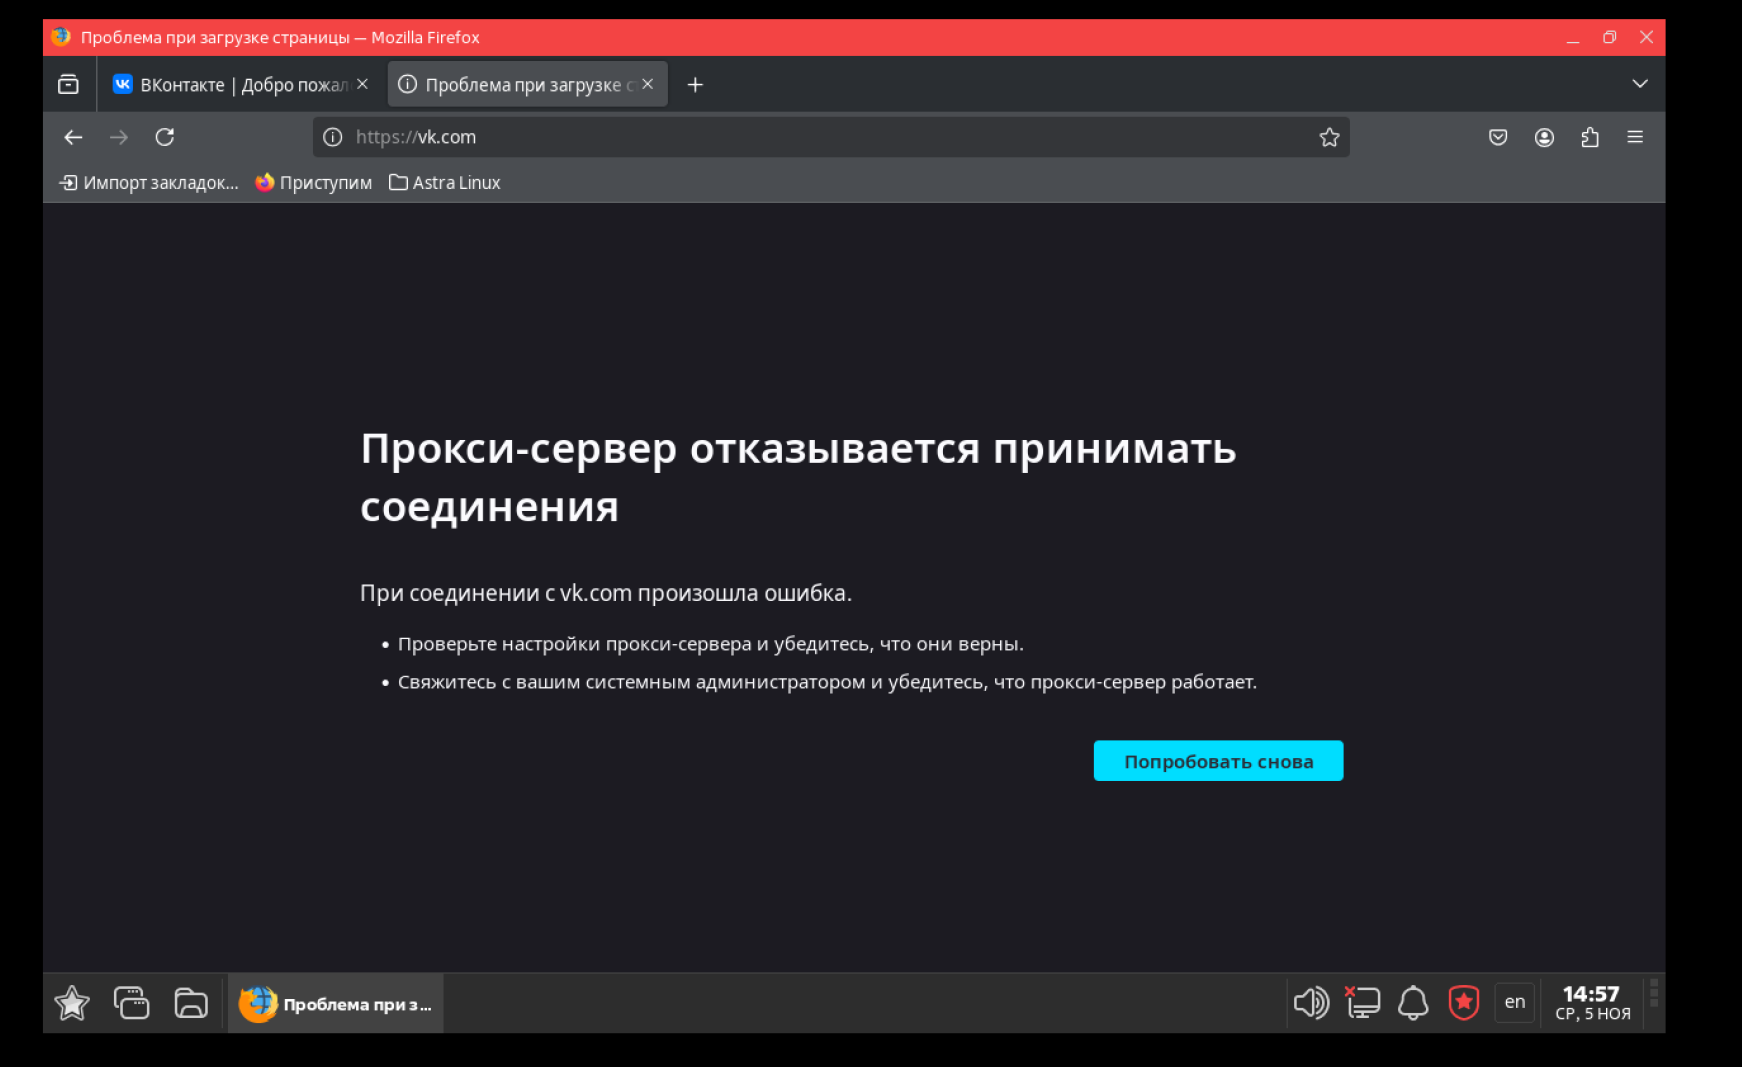 Проблема при загрузке страницы — Mozilla Firefox
ВКонтакте | Добро пожал
Проблема при загрузке с
https://vk.com
Импорт закладок...
Приступим
Astra Linux
Прокси-сервер отказывается принимать
соединения
При соединении с vk.com произошла ошибка.
• Проверьте настройки прокси-сервера и убедитесь, что они верны.
• Свяжитесь с вашим системным администратором и убедитесь, что прокси-сервер работает.
Попробовать снова
Проблема при з...
en
14:57
СР, 5 НОЯ